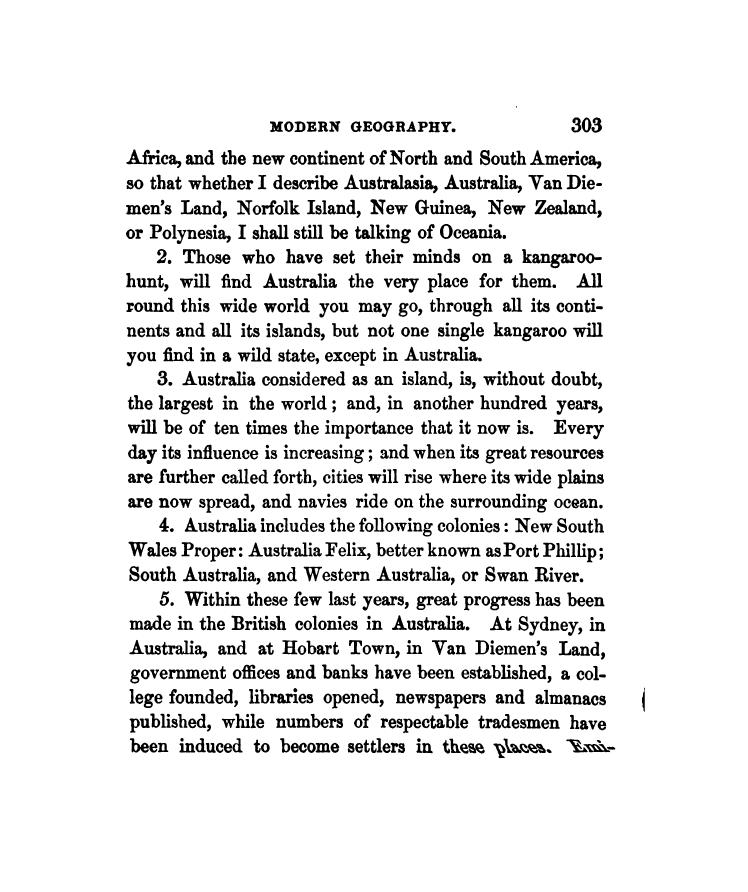 MODERN GEOGRAPHY. 303
Africa, and the new continent of North and South America,
so that whether I describe Australasia, Australia, Van Die-
men's Land, Norfolk Island, New Guinea, New Zealand,
or Polynesia, I shall still be talking of Oceania.
2. Those who have set their minds on a kangaroo-
hunt, will find Australia the very place for them. All
round this wide world you may go, through all its conti-
nents and all its islands, but not one single kangaroo will
you find in a wild state, except in Australia.
3. Australia considered as an island, is, without doubt,
the largest in the world; and, in another hundred years,
will be of ten times the importance that it now is. Every
day its influence is increasing; and when its great resources
are further called forth, cities will rise where its wide plains
are now spread, and navies ride on the surrounding ocean.
4. Australia includes the following colonies: New South
Wales Proper: Australia Felix, better known as Port Phillip;
South Australia, and Western Australia, or Swan River.
5. Within these few last years, great progress has been
made in the British colonies in Australia. At Sydney, in
Australia, and at Hobart Town, in Van Diemen's Land,
government offices and banks have been established, a col-
lege founded, libraries opened, newspapers and almanacs
published, while numbers of respectable tradesmen have
been induced to become settlers in these places. Emi-